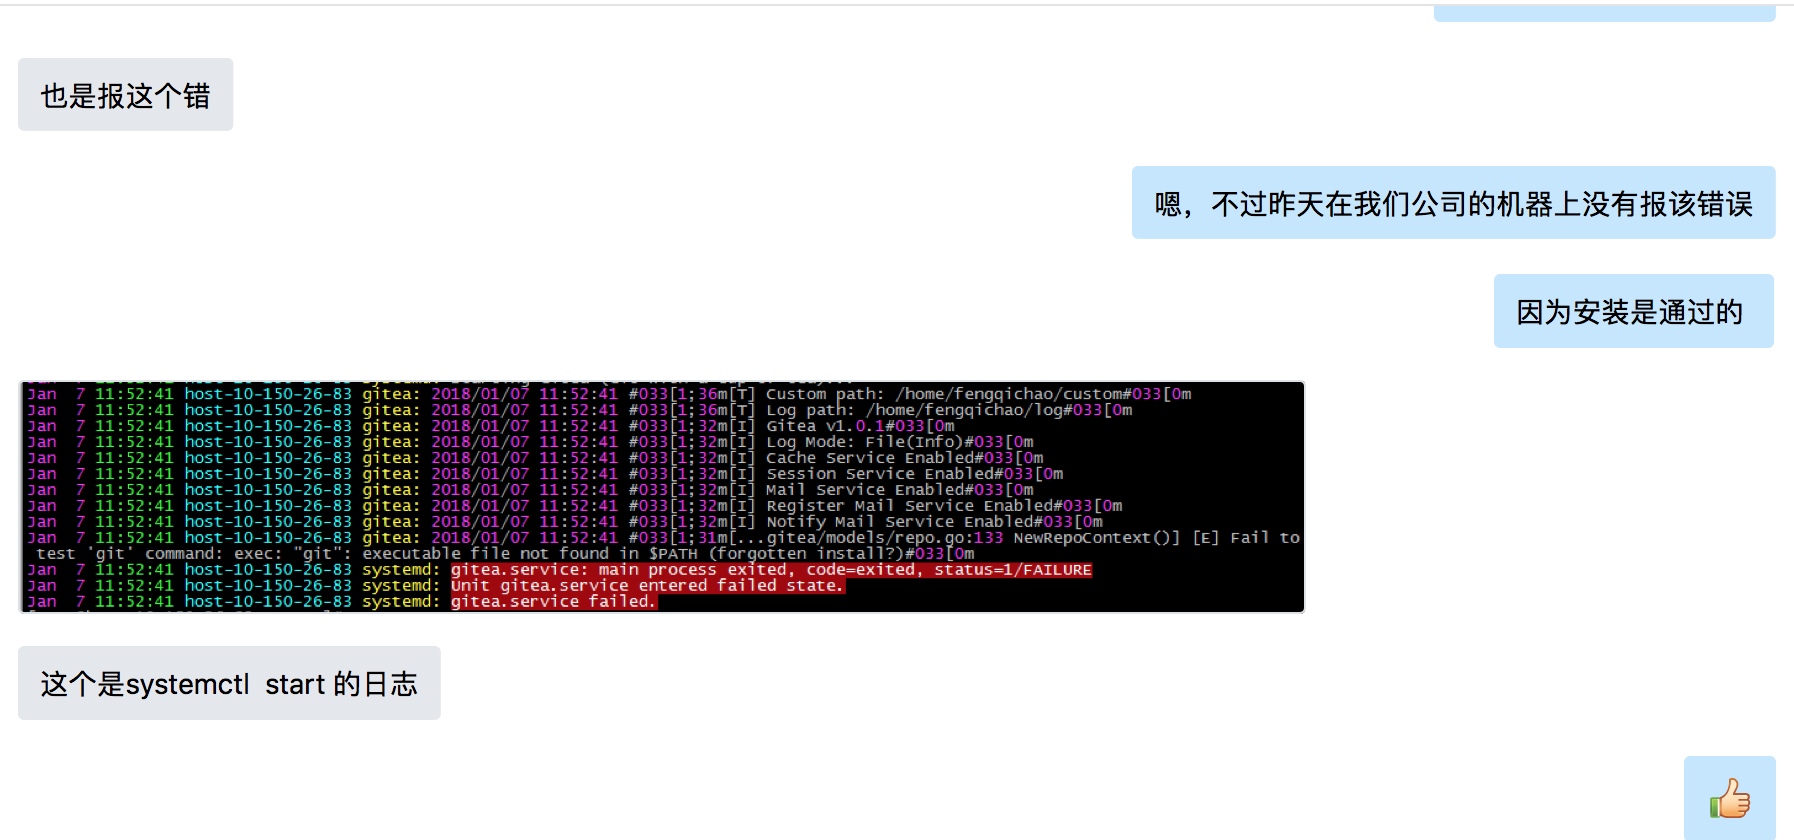 也是报这个错
嗯，不过昨天在我们公司的机器上没有报该错误
因为安装是通过的
Jan  7 11:52:41 host-10-150-26-83 gitea: 2018/01/07 11:52:41 #033[1;36m[T] Custom path: /home/fengqichao/custom#033[0m
Jan  7 11:52:41 host-10-150-26-83 gitea: 2018/01/07 11:52:41 #033[1;36m[T] Log path: /home/fengqichao/log#033[0m
Jan  7 11:52:41 host-10-150-26-83 gitea: 2018/01/07 11:52:41 #033[1;32m[I] Gitea v1.0.1#033[0m
Jan  7 11:52:41 host-10-150-26-83 gitea: 2018/01/07 11:52:41 #033[1;32m[I] Log Mode: File(Info)#033[0m
Jan  7 11:52:41 host-10-150-26-83 gitea: 2018/01/07 11:52:41 #033[1;32m[I] Cache Service Enabled#033[0m
Jan  7 11:52:41 host-10-150-26-83 gitea: 2018/01/07 11:52:41 #033[1;32m[I] Session Service Enabled#033[0m
Jan  7 11:52:41 host-10-150-26-83 gitea: 2018/01/07 11:52:41 #033[1;32m[I] Mail Service Enabled#033[0m
Jan  7 11:52:41 host-10-150-26-83 gitea: 2018/01/07 11:52:41 #033[1;32m[I] Register Mail Service Enabled#033[0m
Jan  7 11:52:41 host-10-150-26-83 gitea: 2018/01/07 11:52:41 #033[1;32m[I] Notify Mail Service Enabled#033[0m
Jan  7 11:52:41 host-10-150-26-83 gitea: 2018/01/07 11:52:41 #033[1;31m[...gitea/models/repo.go:133 NewRepoContext()] [E] Fail to
test 'git' command: exec: "git": executable file not found in $PATH (forgotten install?)#033[0m
Jan  7 11:52:41 host-10-150-26-83 systemd: gitea.service: main process exited, code=exited, status=1/FAILURE
Jan  7 11:52:41 host-10-150-26-83 systemd: Unit gitea.service entered failed state.
Jan  7 11:52:41 host-10-150-26-83 systemd: gitea.service failed.
这个是systemctl  start 的日志